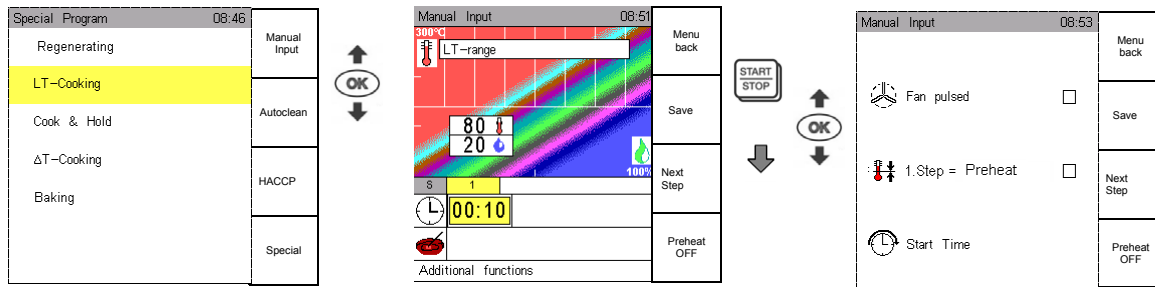 Special Program 08:46
Regenerating
LT-Cooking
Cook & Hold
ΔT-Cooking
Baking
Manual
Input
Autoclean
HACCP
Special
OK
Manual Input 08:51
300°C
LT-range
80
20
100%
S 1
00:10
Additional functions
Menu
back
Save
Next
Step
Preheat
OFF
START
STOP
OK
Manual Input 08:53
Fan pulsed
1.Step = Preheat
Start Time
Menu
back
Save
Next
Step
Preheat
OFF